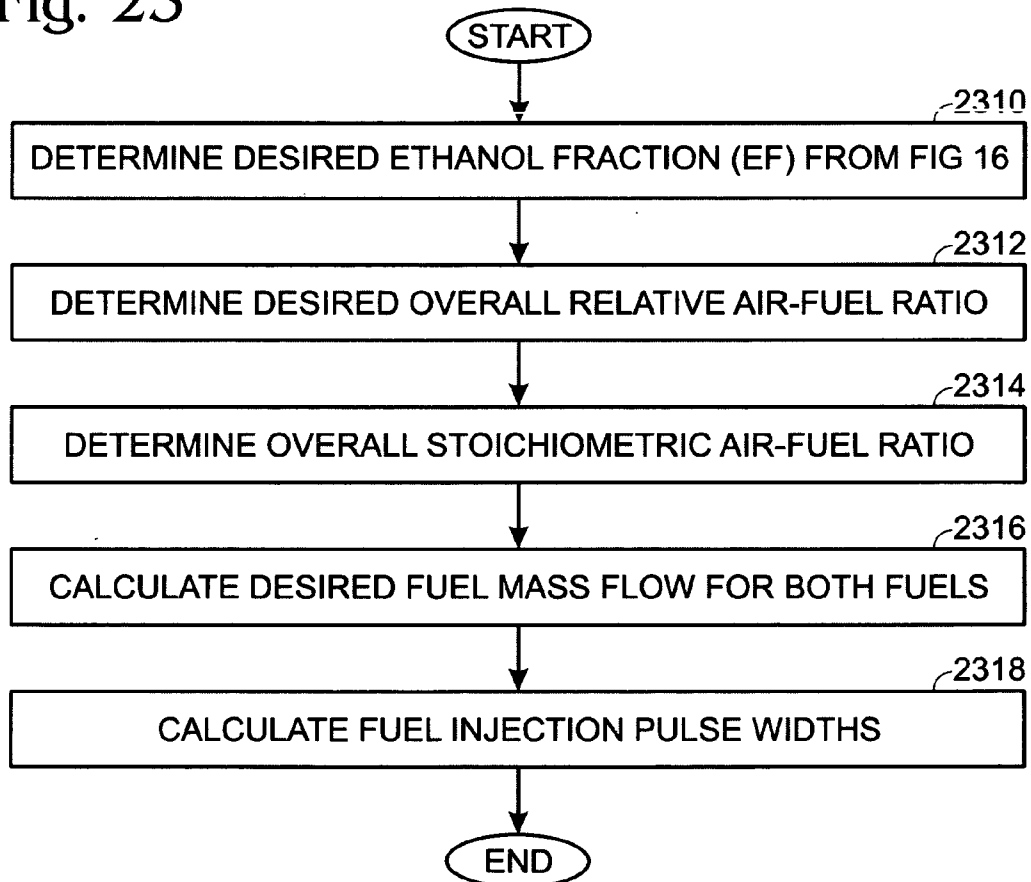 Fig. 23
START
2310
DETERMINE DESIRED ETHANOL FRACTION (EF) FROM FIG 16
2312
DETERMINE DESIRED OVERALL RELATIVE AIR-FUEL RATIO
2314
DETERMINE OVERALL STOICHIOMETRIC AIR-FUEL RATIO
2316
CALCULATE DESIRED FUEL MASS FLOW FOR BOTH FUELS
2318
CALCULATE FUEL INJECTION PULSE WIDTHS
END